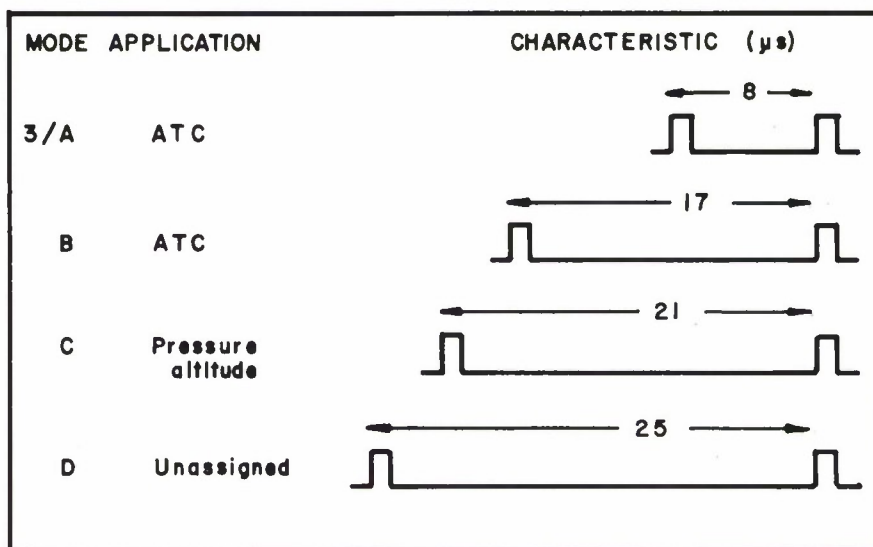 MODE APPLICATION CHARACTERISTIC (µs)
8
3/A ATC
17
B ATC
21
C Pressure
altitude
25
D Unassigned